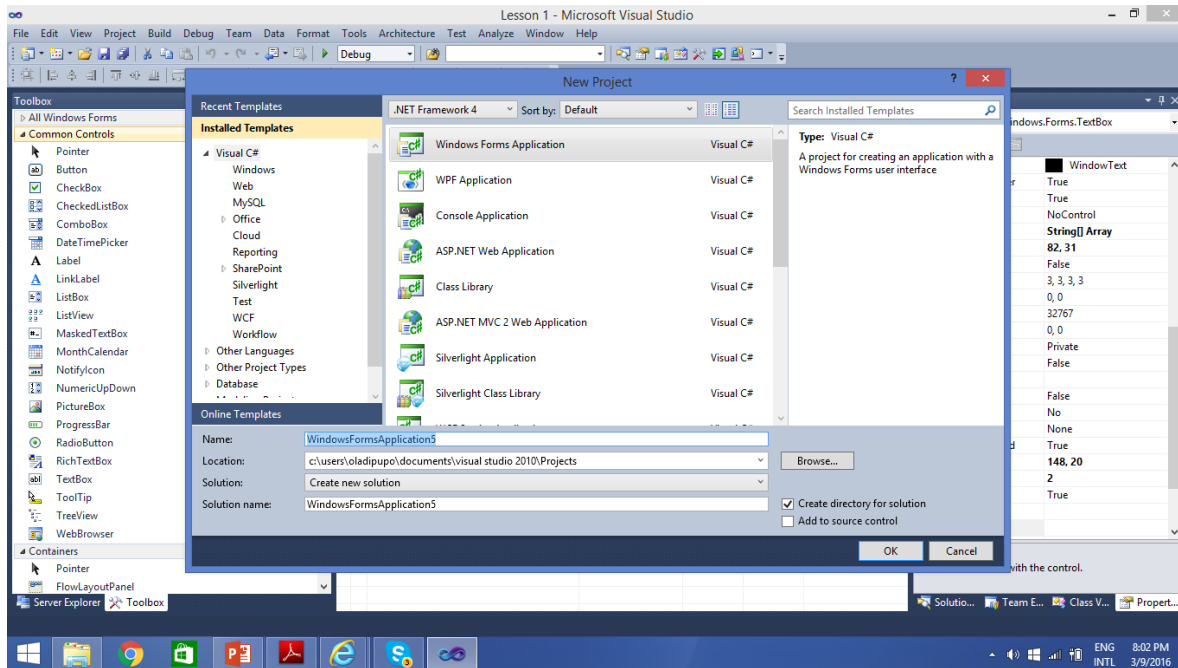 Lesson 1 - Microsoft Visual Studio
File Edit View Project Build Debug Team Data Format Tools Architecture Test Analyze Window Help
Debug
New Project
? ×
Toolbox
All Windows Forms
Common Controls
Pointer
Button
CheckBox
CheckedListBox
ComboBox
DateTimePicker
Label
LinkLabel
ListBox
ListView
MaskedTextBox
MonthCalendar
NotifyIcon
NumericUpDown
PictureBox
ProgressBar
RadioButton
RichTextBox
TextBox
ToolTip
TreeView
WebBrowser
Containers
Pointer
FlowLayoutPanel
Server Explorer Toolbox
Recent Templates
Installed Templates
Visual C#
Windows
Web
MySQL
Office
Cloud
Reporting
SharePoint
Silverlight
Test
WCF
Workflow
Other Languages
Other Project Types
Database
Online Templates
.NET Framework 4 Sort by: Default
Search Installed Templates
Windows Forms Application Visual C#
WPF Application Visual C#
Console Application Visual C#
ASP.NET Web Application Visual C#
Class Library Visual C#
ASP.NET MVC 2 Web Application Visual C#
Silverlight Application Visual C#
Silverlight Class Library Visual C#
Type: Visual C#
A project for creating an application with a
Windows Forms user interface
Name: WindowsFormsApplication5
Location: c:\users\oladipupo\documents\visual studio 2010\Projects
Browse...
Solution: Create new solution
Solution name: WindowsFormsApplication5
Create directory for solution
Add to source control
OK Cancel
indows.Forms.TextBox
WindowText
True
True
NoControl
String[] Array
82, 31
False
3, 3, 3, 3
0, 0
32767
0, 0
Private
False
False
No
None
True
148, 20
2
True
with the control.
Solutio... Team E... Class V... Propert...
ENG
INTL
8:02 PM
3/9/2016